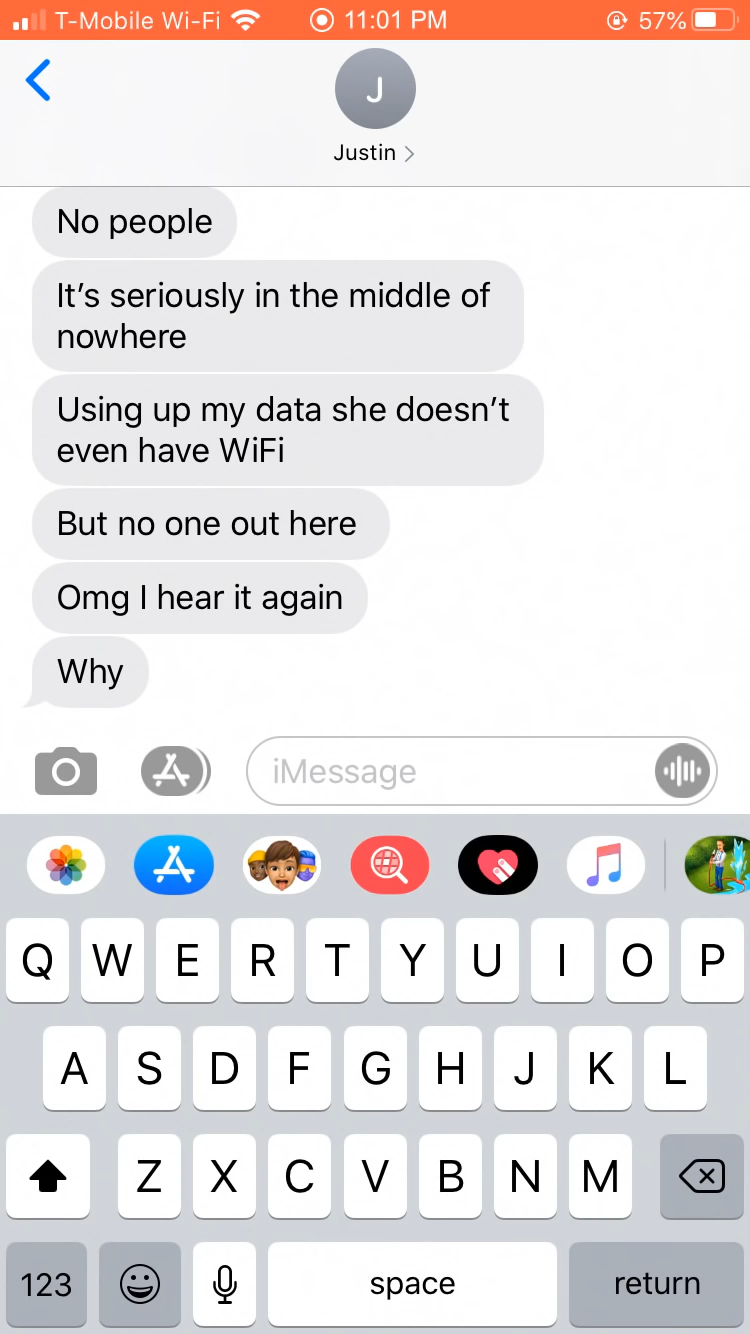 T-Mobile Wi-Fi 11:01 PM 57%
J
Justin
No people
It’s seriously in the middle of
nowhere
Using up my data she doesn’t
even have WiFi
But no one out here
Omg I hear it again
Why
iMessage
Q W E R T Y U I O P
A S D F G H J K L
Z X C V B N M
123 space return